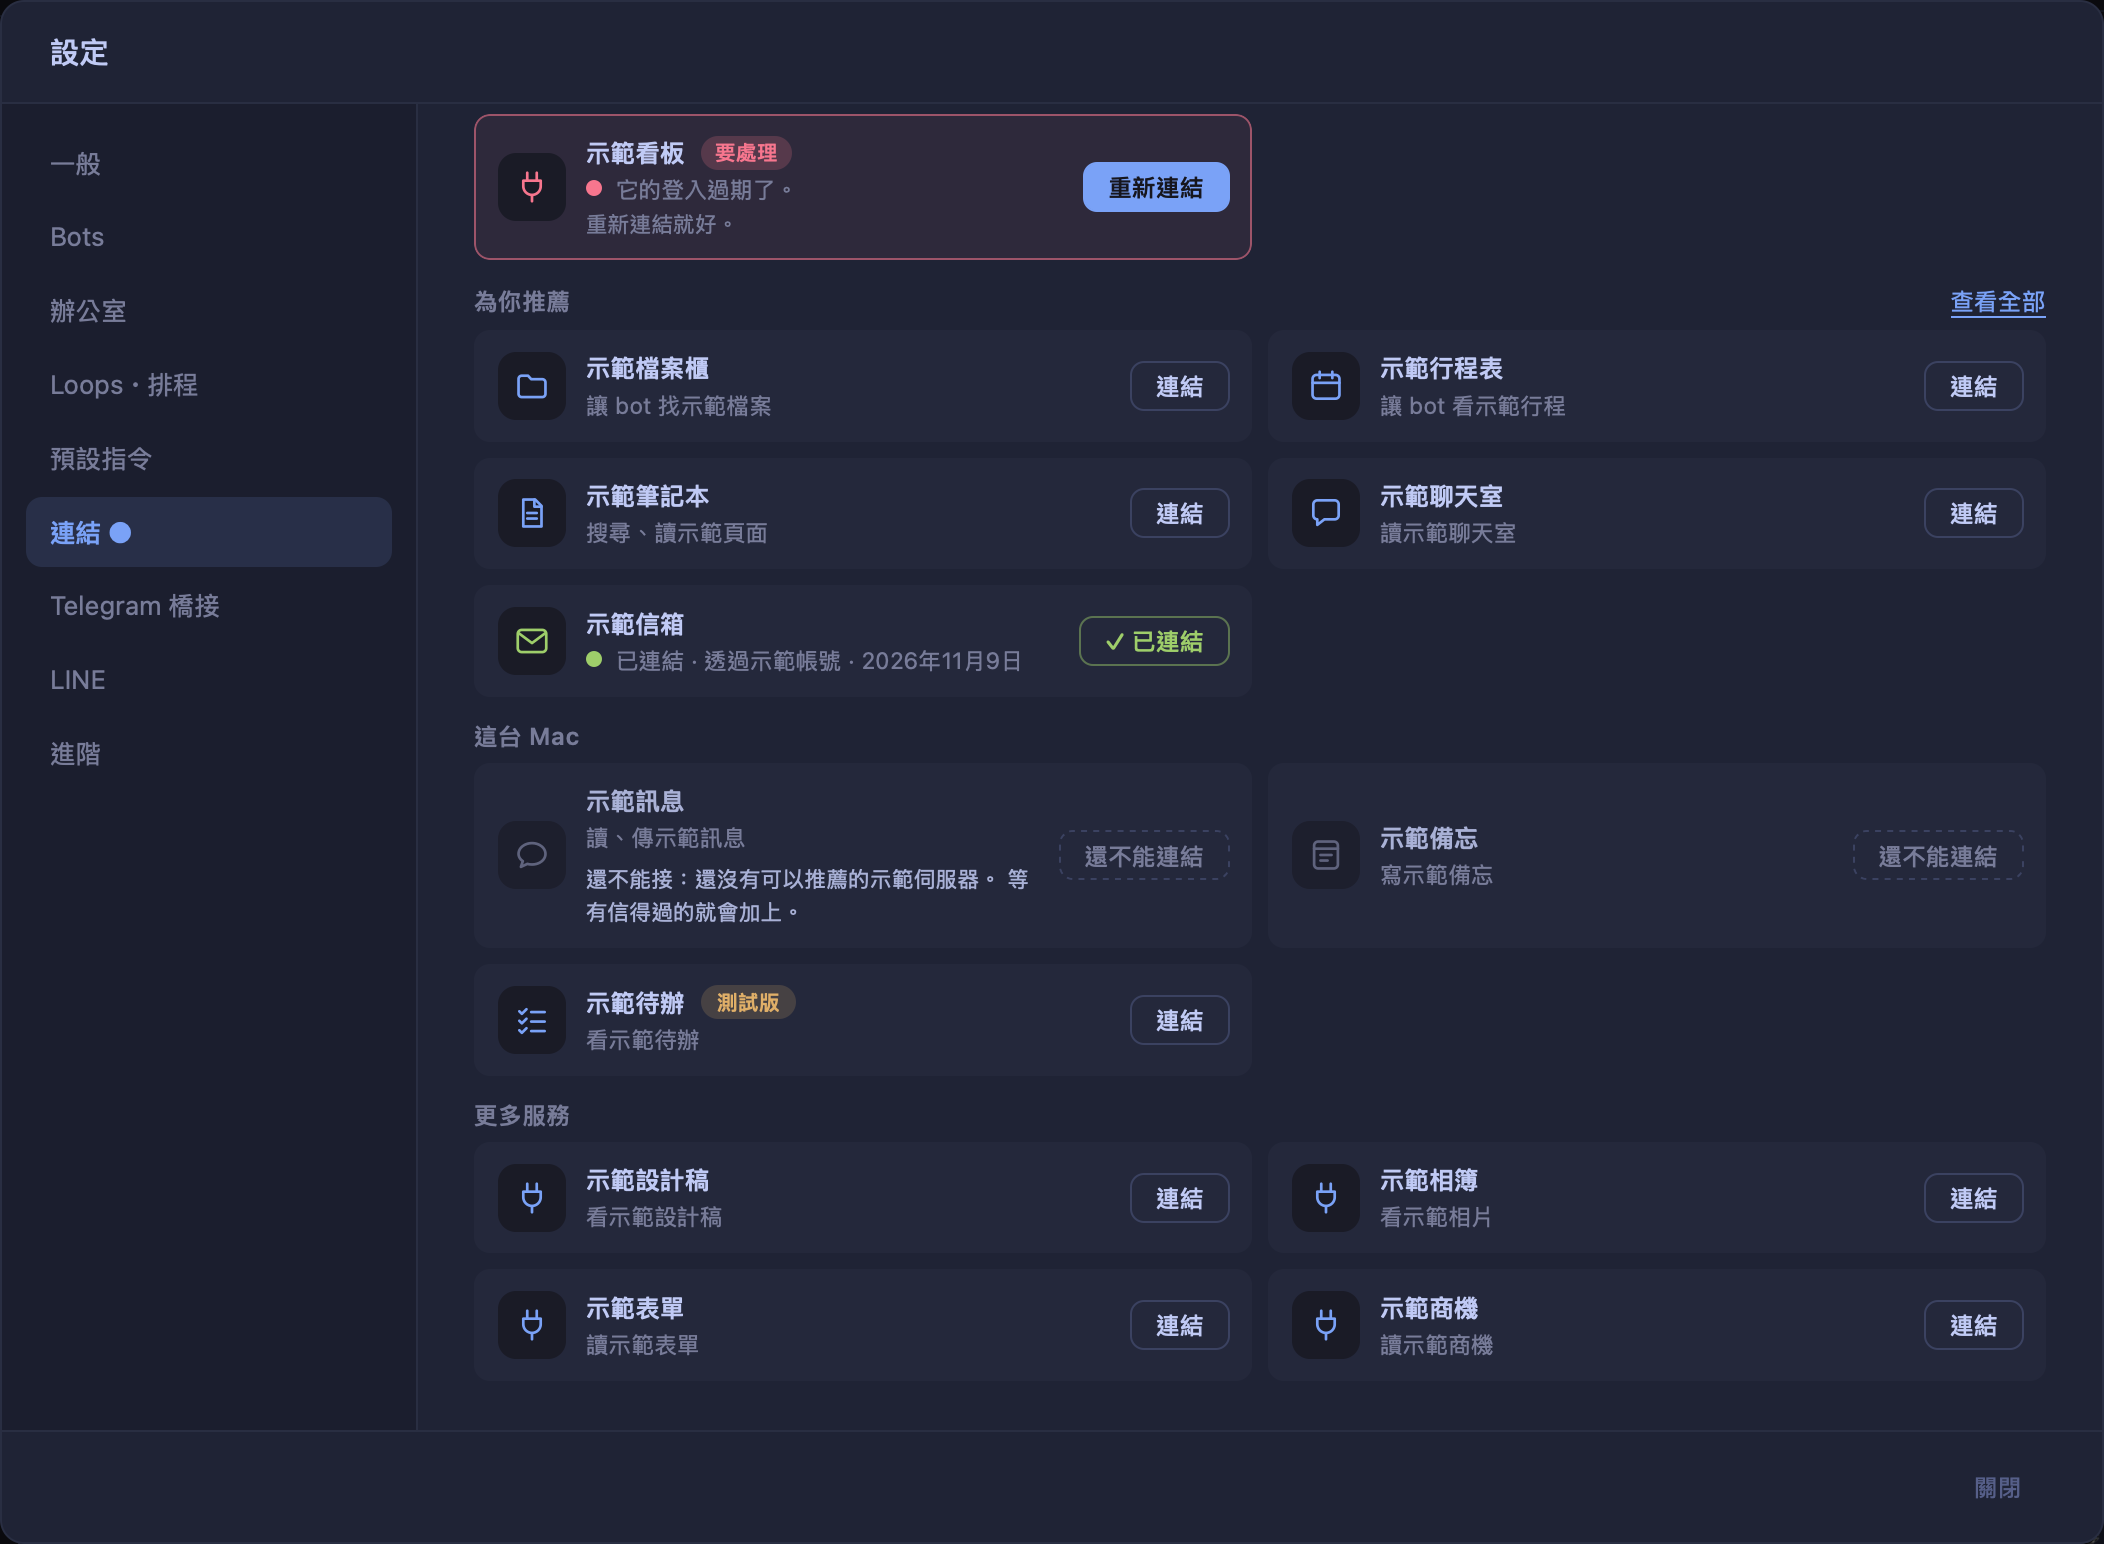 設定
一般
Bots
辦公室
Loops · 排程
預設指令
連結
Telegram 橋接
LINE
進階
示範看板 要處理
它的登入過期了。
重新連結就好。
重新連結
為你推薦
查看全部
示範檔案櫃
讓 bot 找示範檔案
連結
示範行程表
讓 bot 看示範行程
連結
示範筆記本
搜尋、讀示範頁面
連結
示範聊天室
讀示範聊天室
連結
示範信箱
已連結 · 透過示範帳號 · 2026年11月9日
✓ 已連結
這台 Mac
示範訊息
讀、傳示範訊息
還不能接：還沒有可以推薦的示範伺服器。 等
有信得過的就會加上。
還不能連結
示範備忘
寫示範備忘
還不能連結
示範待辦 測試版
看示範待辦
連結
更多服務
示範設計稿
看示範設計稿
連結
示範相簿
看示範相片
連結
示範表單
讀示範表單
連結
示範商機
讀示範商機
連結
關閉